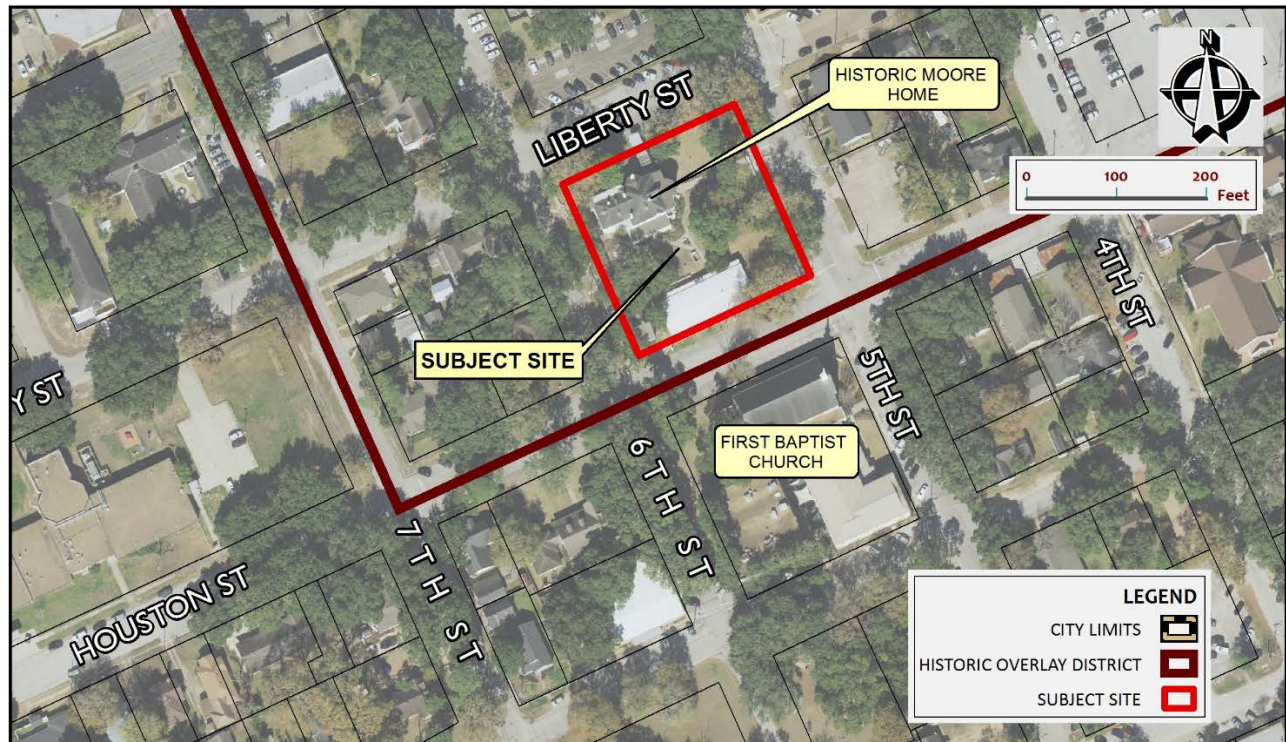 HISTORIC MOORE
HOME
N
LIBERTY ST
0 100 200
Feet
4TH ST
SUBJECT SITE
5TH ST
Y ST
FIRST BAPTIST
CHURCH
6TH ST
7TH ST
HOUSTON ST
LEGEND
CITY LIMITS
HISTORIC OVERLAY DISTRICT
SUBJECT SITE